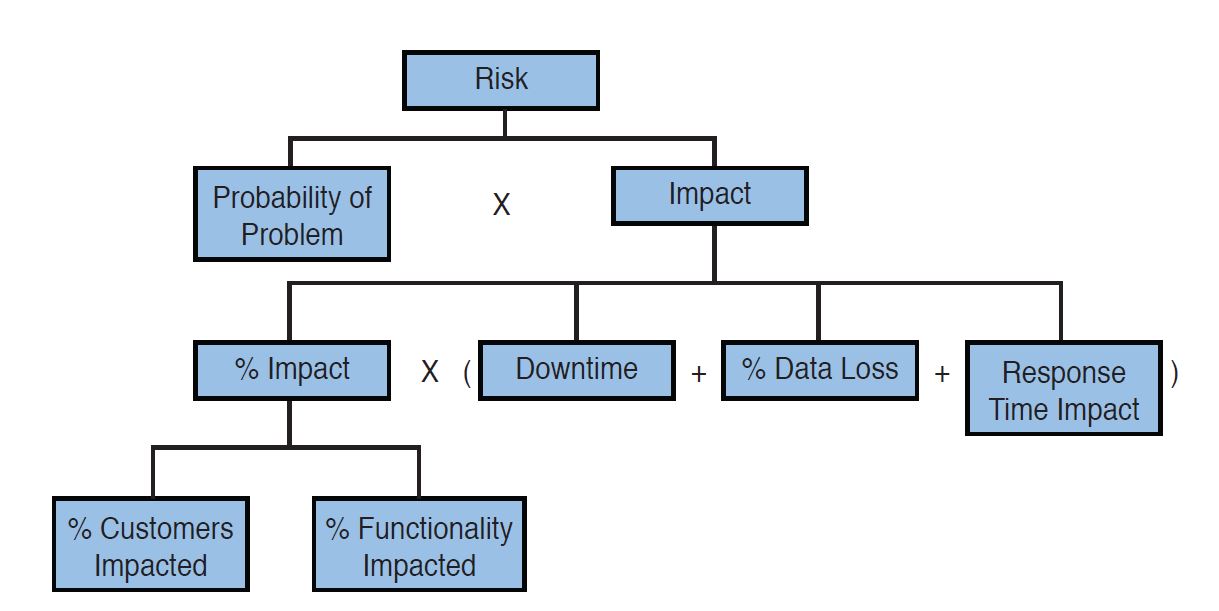 Risk
Probability of
Problem
X
Impact
% Impact
X ( Downtime + % Data Loss + Response
Time Impact )
% Customers
Impacted
% Functionality
Impacted